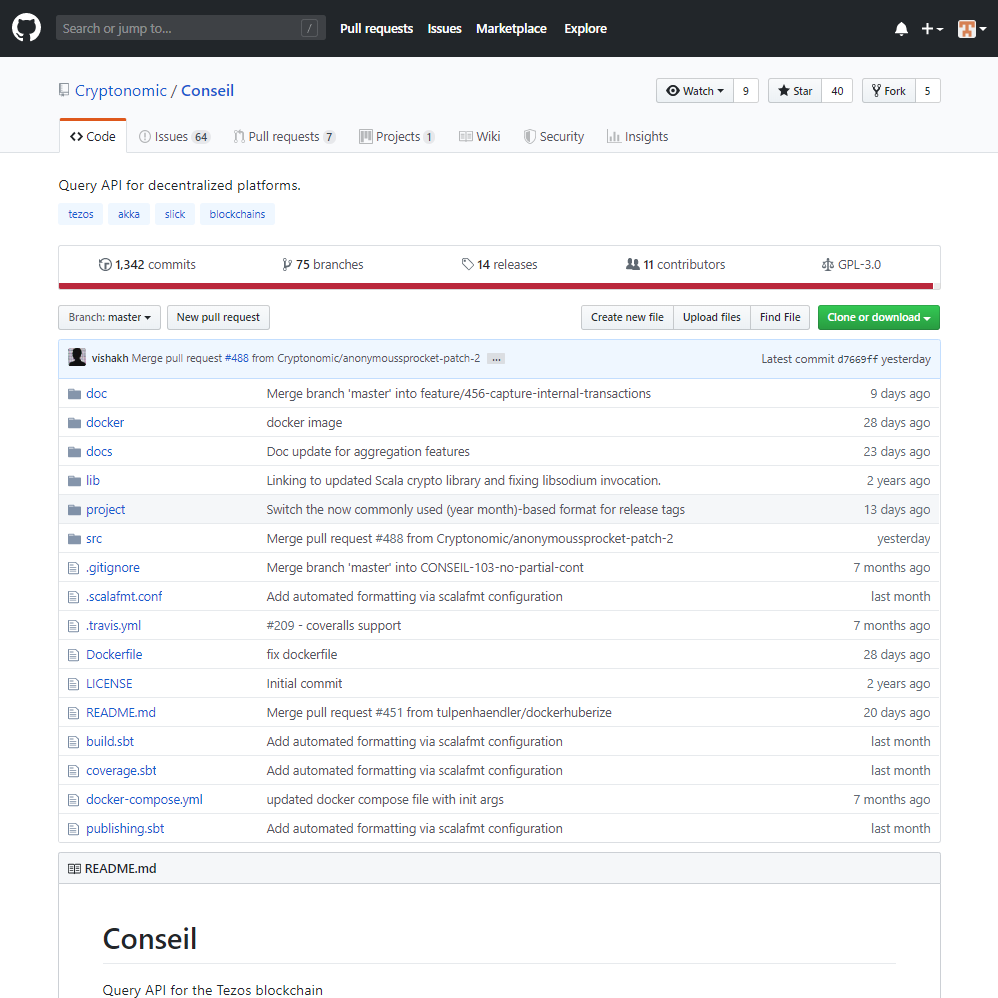 Search or jump to... /
Pull requests Issues Marketplace Explore
Cryptonomic / Conseil
Watch 9 Star 40 Fork 5
Code Issues 64 Pull requests 7 Projects 1 Wiki Security Insights
Query API for decentralized platforms.
tezos akka slick blockchains
1,342 commits 75 branches 14 releases 11 contributors GPL-3.0
Branch: master New pull request Create new file Upload files Find File Clone or download
vishakh Merge pull request #488 from Cryptonomic/anonymoussprocket-patch-2 ... Latest commit d7669ff yesterday
doc Merge branch 'master' into feature/456-capture-internal-transactions 9 days ago
docker docker image 28 days ago
docs Doc update for aggregation features 23 days ago
lib Linking to updated Scala crypto library and fixing libsodium invocation. 2 years ago
project Switch the now commonly used (year month)-based format for release tags 13 days ago
src Merge pull request #488 from Cryptonomic/anonymoussprocket-patch-2 yesterday
.gitignore Merge branch 'master' into CONSEIL-103-no-partial-cont 7 months ago
.scalafmt.conf Add automated formatting via scalafmt configuration last month
.travis.yml #209 - coveralls support 7 months ago
Dockerfile fix dockerfile 28 days ago
LICENSE Initial commit 2 years ago
README.md Merge pull request #451 from tulpenhaendler/dockerhuberize 20 days ago
build.sbt Add automated formatting via scalafmt configuration last month
coverage.sbt Add automated formatting via scalafmt configuration last month
docker-compose.yml updated docker compose file with init args 7 months ago
publishing.sbt Add automated formatting via scalafmt configuration last month
README.md
Conseil
Query API for the Tezos blockchain